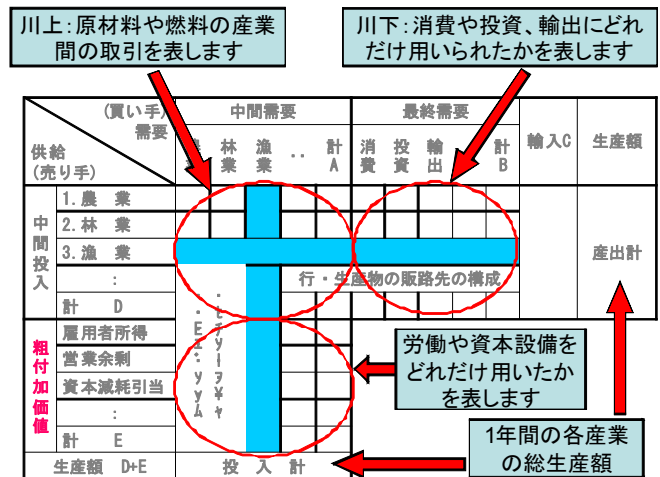 川上：原材料や燃料の産業
間の取引を表します
川下：消費や投資、輸出にどれ
だけ用いられたかを表します
(買い手)
需要
供給
(売り手)
中間需要
最終需要
輸入C
生産額
林業
漁業
‥
計A
消費
投資
輸出
計B
中間投入
1.農　業
2.林　業
3.漁　業
：
計　D
産出計
行・生産物の販路先の構成
粗付加価値
雇用者所得
営業余剰
資本減耗引当
：
計　E
労働や資本設備を
どれだけ用いたか
を表します
1年間の各産業
の総生産額
生産額　D+E
投　入　計